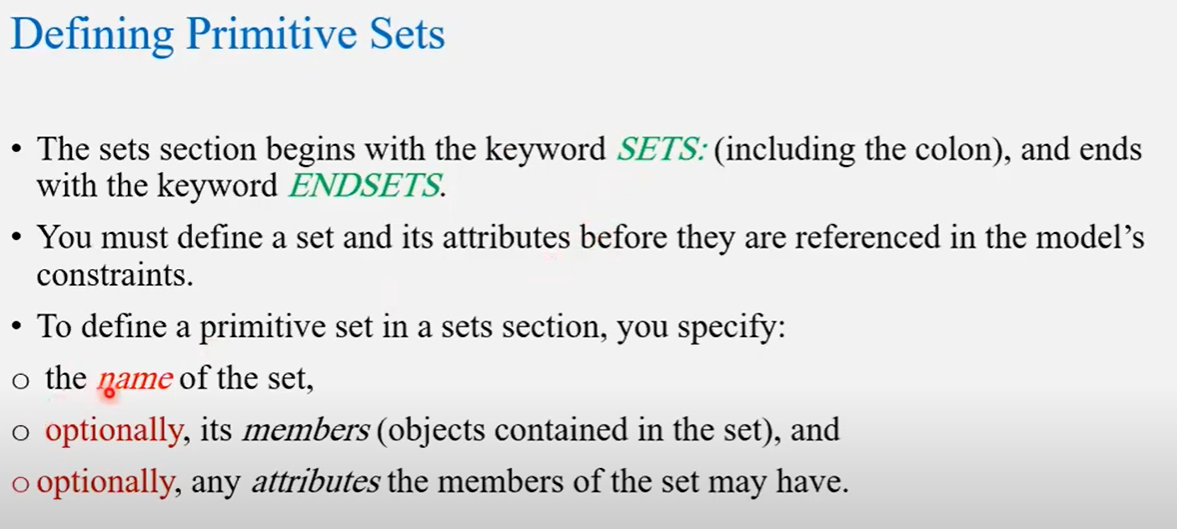 Defining Primitive Sets
• The sets section begins with the keyword SETS: (including the colon), and ends
with the keyword ENDSETS.
• You must define a set and its attributes before they are referenced in the model’s
constraints.
• To define a primitive set in a sets section, you specify:
o the name of the set,
o optionally, its members (objects contained in the set), and
o optionally, any attributes the members of the set may have.